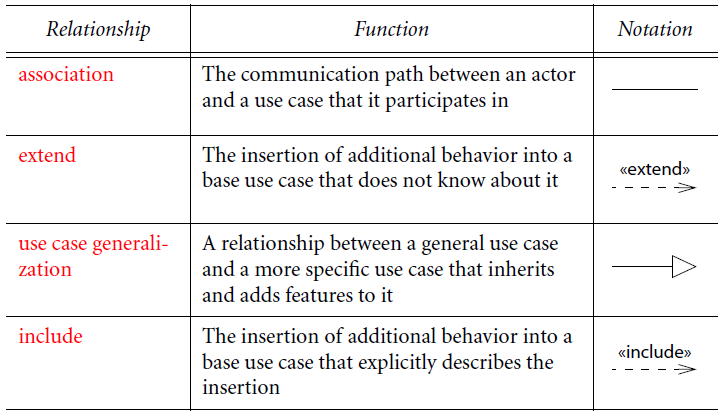 Relationship Function Notation
association The communication path between an actor
and a use case that it participates in
extend The insertion of additional behavior into a
base use case that does not know about it
«extend»
use case generali- A relationship between a general use case
zation and a more specific use case that inherits
and adds features to it
include The insertion of additional behavior into a
base use case that explicitly describes the
insertion
«include»